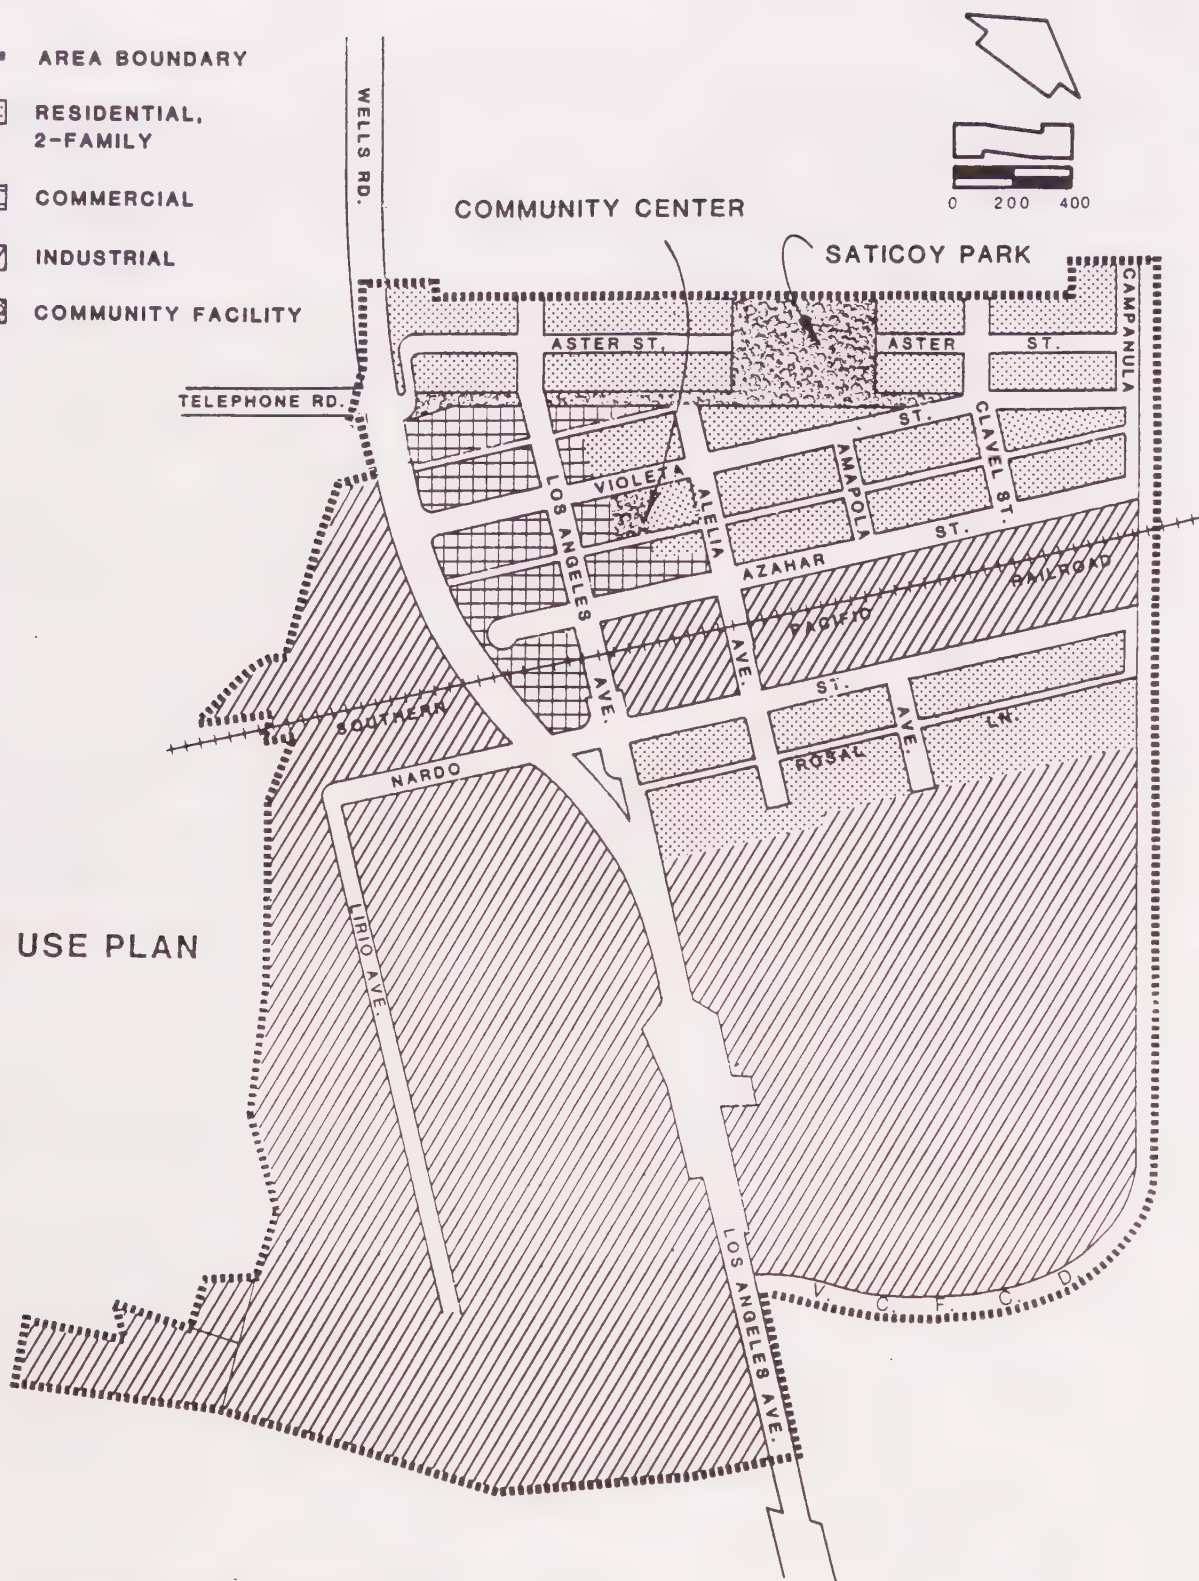 AREA BOUNDARY
RESIDENTIAL,
2-FAMILY
COMMERCIAL
INDUSTRIAL
COMMUNITY FACILITY
WELLS RD.
0 200 400
COMMUNITY CENTER
SATICOY PARK
CAMPANULA
ASTER ST.
ASTER ST.
TELEPHONE RD.
ST.
CLAVEL ST.
AMAPOLA
VIOLETA
ALELIA
LOS ANGELES
ST.
AZAHAR
RAILROAD
PACIFIC
AVE.
ST.
AVE.
SOUTHERN
AVE.
LN.
ROSAL
NARDO
LIRIO AVE.
USE PLAN
LOS ANGELES AVE.
V. C. F. C. D.